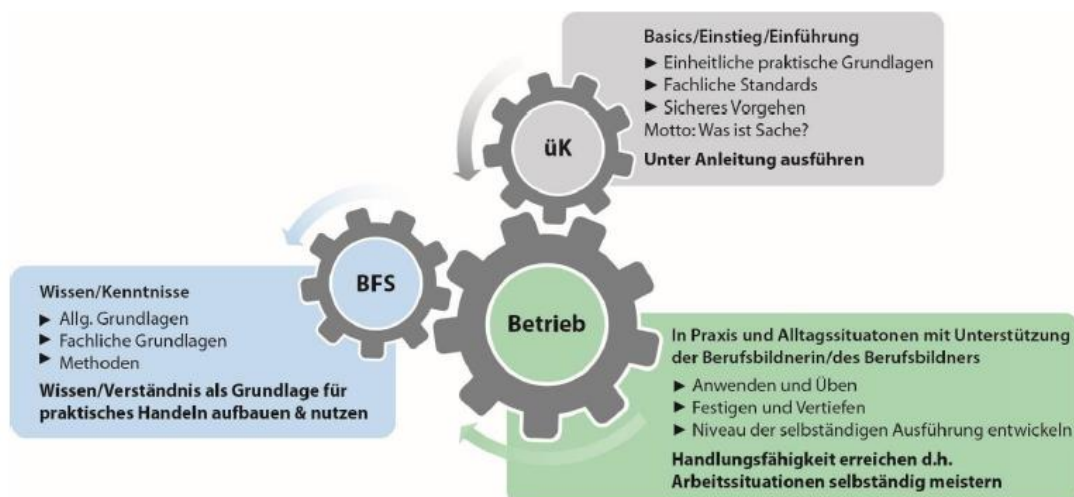 Basics/Einstieg/Einführung
► Einheitliche praktische Grundlagen
► Fachliche Standards
► Sicheres Vorgehen
Motto: Was ist Sache?
Unter Anleitung ausführen
üK
BFS
Wissen/Kenntnisse
► Allg. Grundlagen
► Fachliche Grundlagen
► Methoden
Wissen/Verständnis als Grundlage für
praktisches Handeln aufbauen & nutzen
Betrieb
In Praxis und Alltagssituatonen mit Unterstützung
der Berufsbildnerin/des Berufsbildners
► Anwenden und Üben
► Festigen und Vertiefen
► Niveau der selbständigen Ausführung entwickeln
Handlungsfähigkeit erreichen d.h.
Arbeitssituationen selbständig meistern